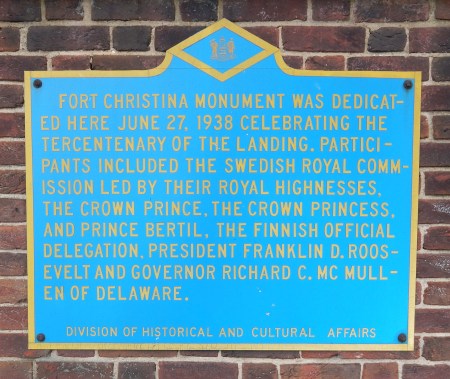 FORT CHRISTINA MONUMENT WAS DEDICAT-
ED HERE JUNE 27, 1938 CELEBRATING THE
TERCENTENARY OF THE LANDING. PARTICI-
PANTS INCLUDED THE SWEDISH ROYAL COMM-
ISSION LED BY THEIR ROYAL HIGHNESSES,
THE CROWN PRINCE, THE CROWN PRINCESS,
AND PRINCE BERTIL, THE FINNISH OFFICIAL
DELEGATION, PRESIDENT FRANKLIN D. ROOS-
EVELT AND GOVERNOR RICHARD C. MC MULL-
EN OF DELAWARE.
DIVISION OF HISTORICAL AND CULTURAL AFFAIRS